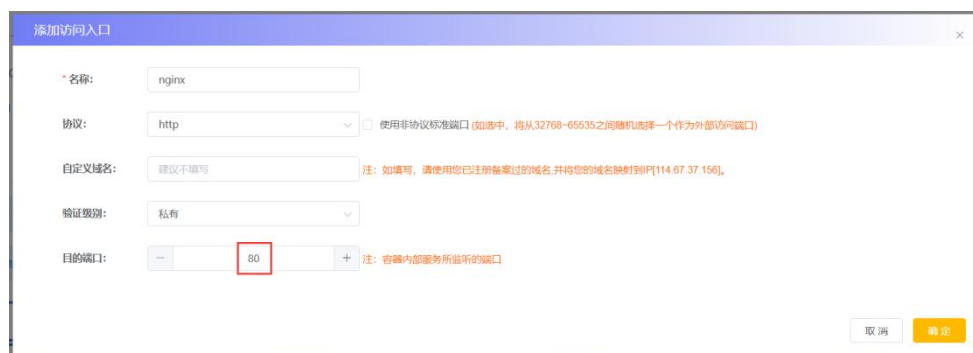 添加访问入口
* 名称: nginx
协议: http 使用非协议标准端口 (如选中，将从32768~65535之间随机选择一个作为外部访问端口)
自定义域名: 建议不填写 注：如填写，请使用您已注册备案过的域名,并将您的域名映射到IP[114.67.37.156]。
验证级别: 私有
目的端口: 80 注：容器内部服务所监听的端口
取消 确定